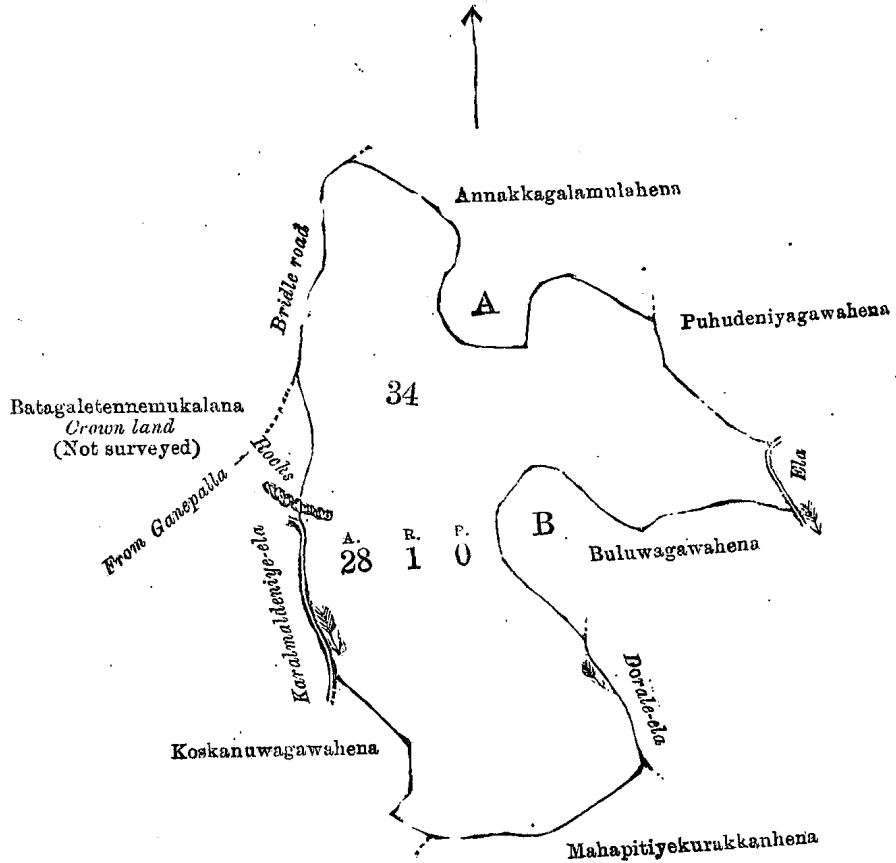 Annakkagalamulahena
Bridle road
A
Puhudeniyagawahena
34
Batagaletennemukalana
Crown land
(Not surveyed)
Rocks
Ela
From Ganepalla
B
A. R. P.
28 1 0
Buluwagawahena
Karalmaldeniye-ela
Dorale-ela
Koskanuwagawahena
Mahapitiyekurakkanhena